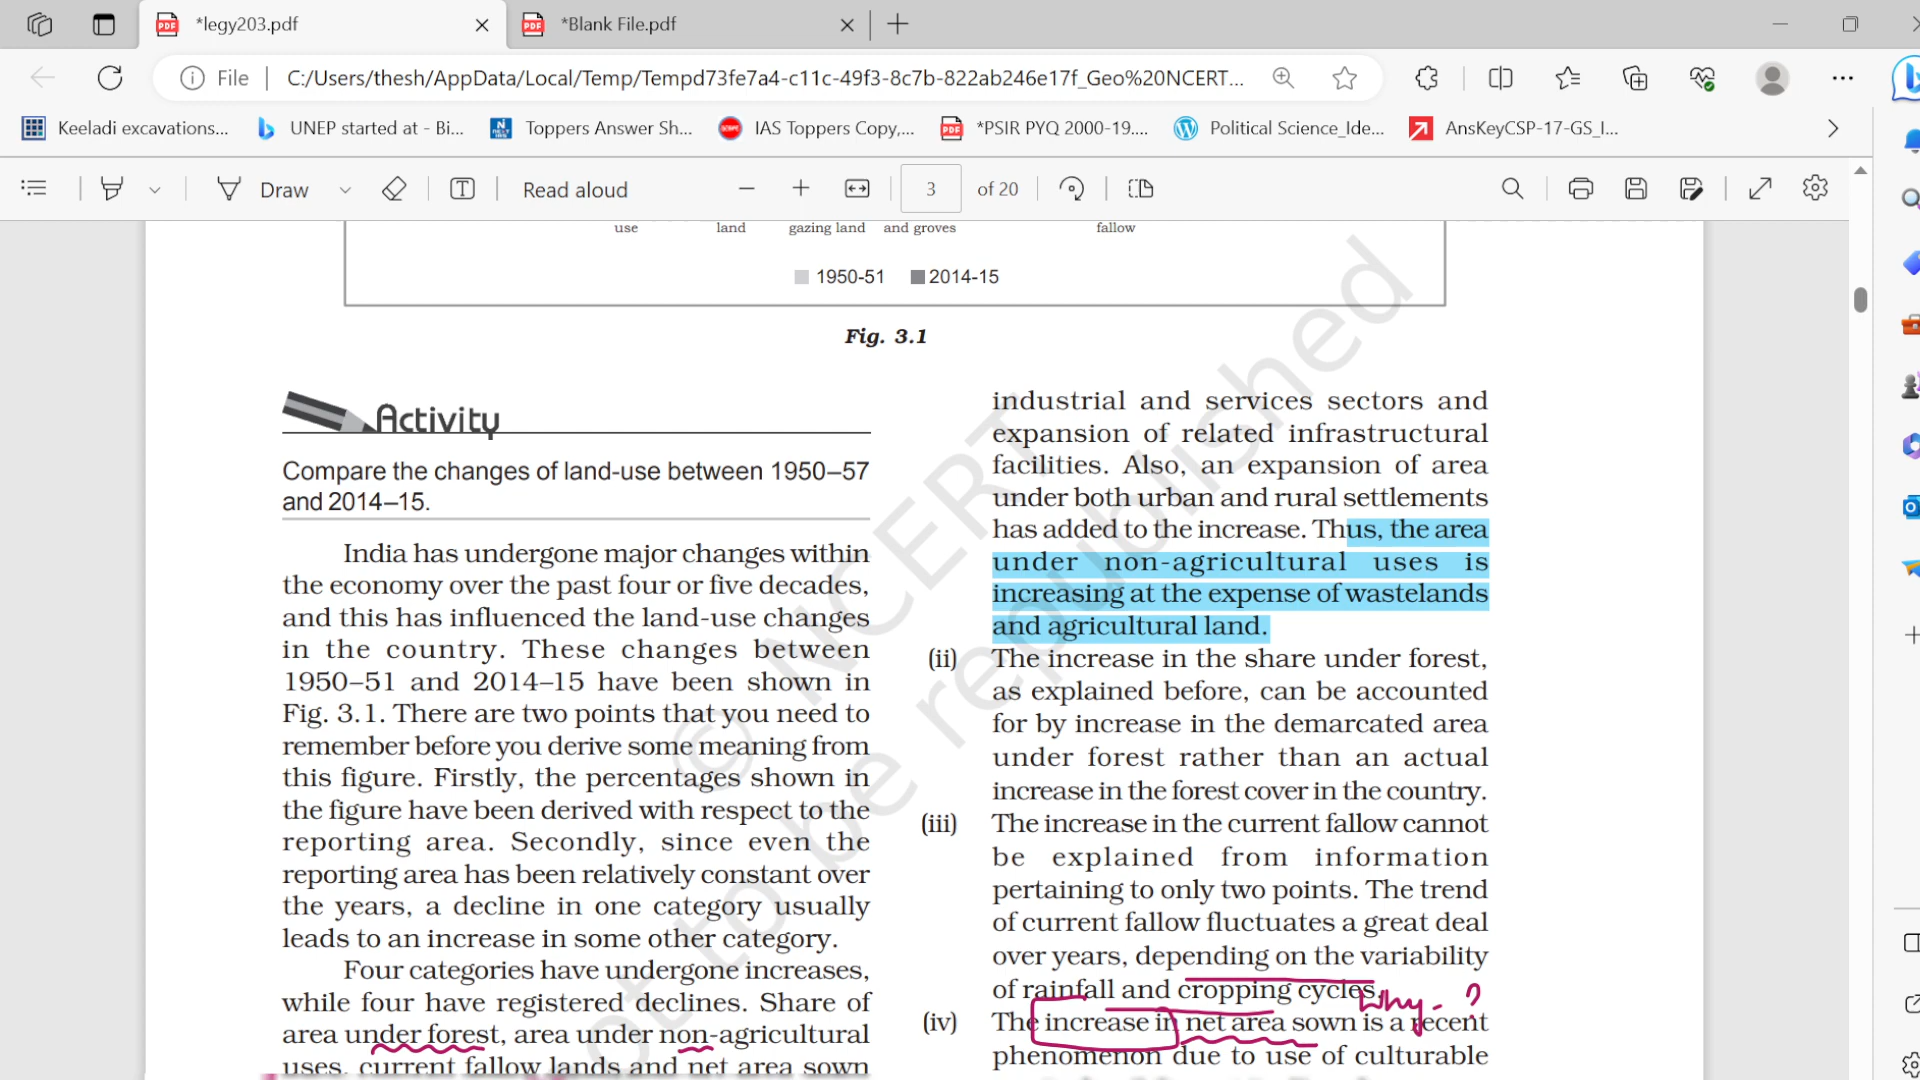 *legy203.pdf
*Blank File.pdf
File
C:/Users/thesh/AppData/Local/Temp/Tempd73fe7a4-c11c-49f3-8c7b-822ab246e17f_Geo%20NCERT...
Keeladi excavations...
UNEP started at - Bi...
Toppers Answer Sh...
IAS Toppers Copy,...
*PSIR PYQ 2000-19....
Political Science_Ide...
AnsKeyCSP-17-GS_I...
Draw
Read aloud
3 of 20
use land gazing land and groves fallow
1950-51 2014-15
Fig. 3.1
Activity
Compare the changes of land-use between 1950–57
and 2014–15.
India has undergone major changes within
the economy over the past four or five decades,
and this has influenced the land-use changes
in the country. These changes between
1950–51 and 2014–15 have been shown in
Fig. 3.1. There are two points that you need to
remember before you derive some meaning from
this figure. Firstly, the percentages shown in
the figure have been derived with respect to the
reporting area. Secondly, since even the
reporting area has been relatively constant over
the years, a decline in one category usually
leads to an increase in some other category.
Four categories have undergone increases,
while four have registered declines. Share of
area under forest, area under non-agricultural
uses, current fallow lands and net area sown
industrial and services sectors and
expansion of related infrastructural
facilities. Also, an expansion of area
under both urban and rural settlements
has added to the increase. Thus, the area
under non-agricultural uses is
increasing at the expense of wastelands
and agricultural land.
(ii) The increase in the share under forest,
as explained before, can be accounted
for by increase in the demarcated area
under forest rather than an actual
increase in the forest cover in the country.
(iii) The increase in the current fallow cannot
be explained from information
pertaining to only two points. The trend
of current fallow fluctuates a great deal
over years, depending on the variability
of rainfall and cropping cycles.
Why - ?
(iv) The increase in net area sown is a recent
phenomenon due to use of culturable
© NCERT
not to be republished